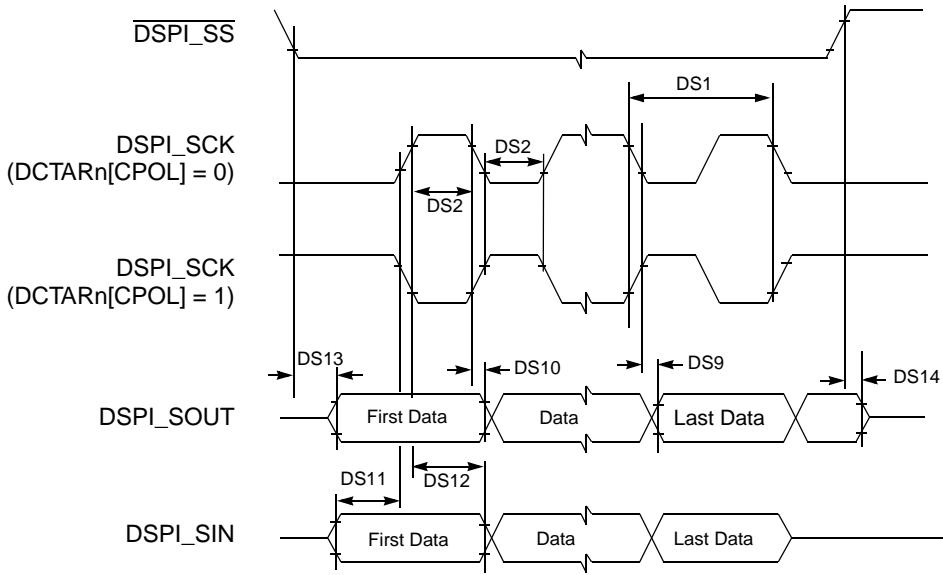 DSPI_SS
DS1
DSPI_SCK
(DCTARn[CPOL] = 0)
DS2
DS2
DSPI_SCK
(DCTARn[CPOL] = 1)
DS13
DS10
DS9
DS14
DSPI_SOUT
First Data
Data
Last Data
DS11
DS12
DSPI_SIN
First Data
Data
Last Data